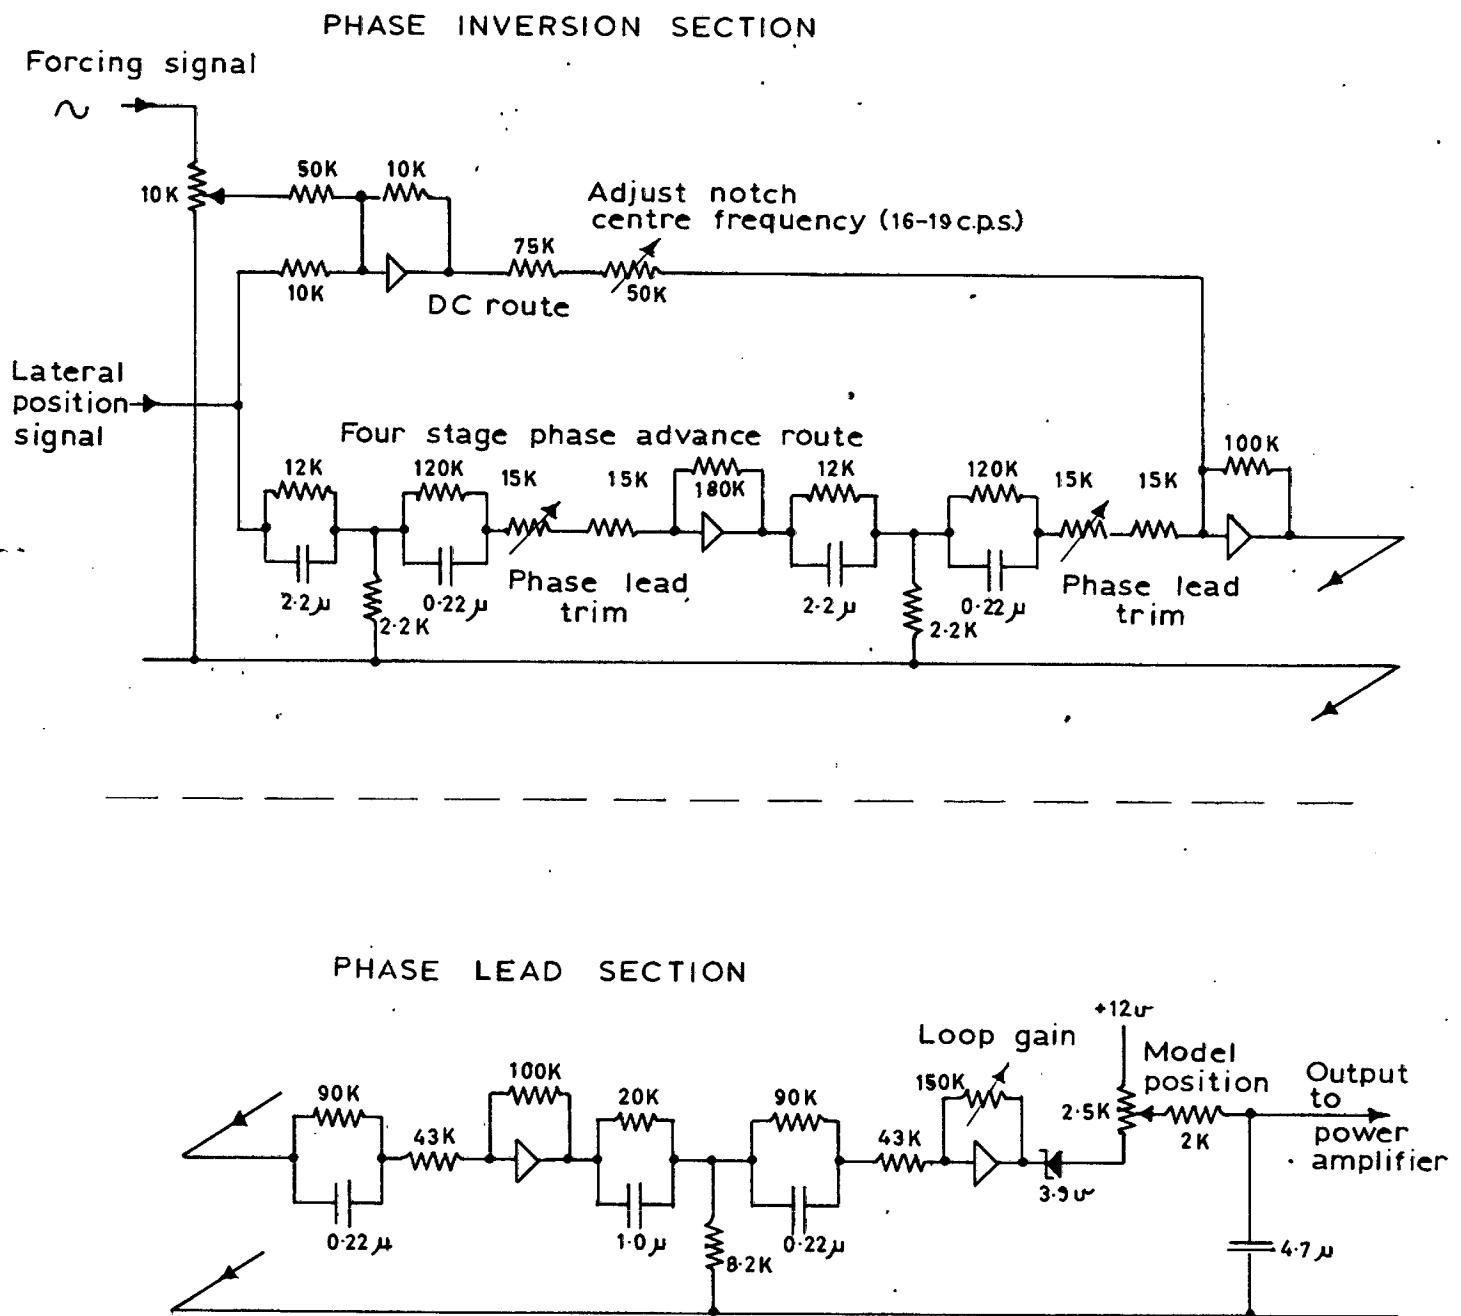 PHASE INVERSION SECTION
Forcing signal
10K
50K
10K
Adjust notch
centre frequency (16-19 c.p.s.)
75K
10K
50K
DC route
Lateral
position
signal
Four stage phase advance route
12K
120K
15K
15K
180K
12K
120K
15K
15K
100K
2·2µ
0·22µ
Phase lead
trim
2·2µ
0·22µ
Phase lead
trim
2·2K
2·2K
PHASE LEAD SECTION
+12v
Loop gain
Model
position
Output
to
power
amplifier
90K
100K
20K
90K
150K
2·5K
43K
43K
2K
3·9v
0·22µ
1·0µ
8·2K
0·22µ
4·7µ